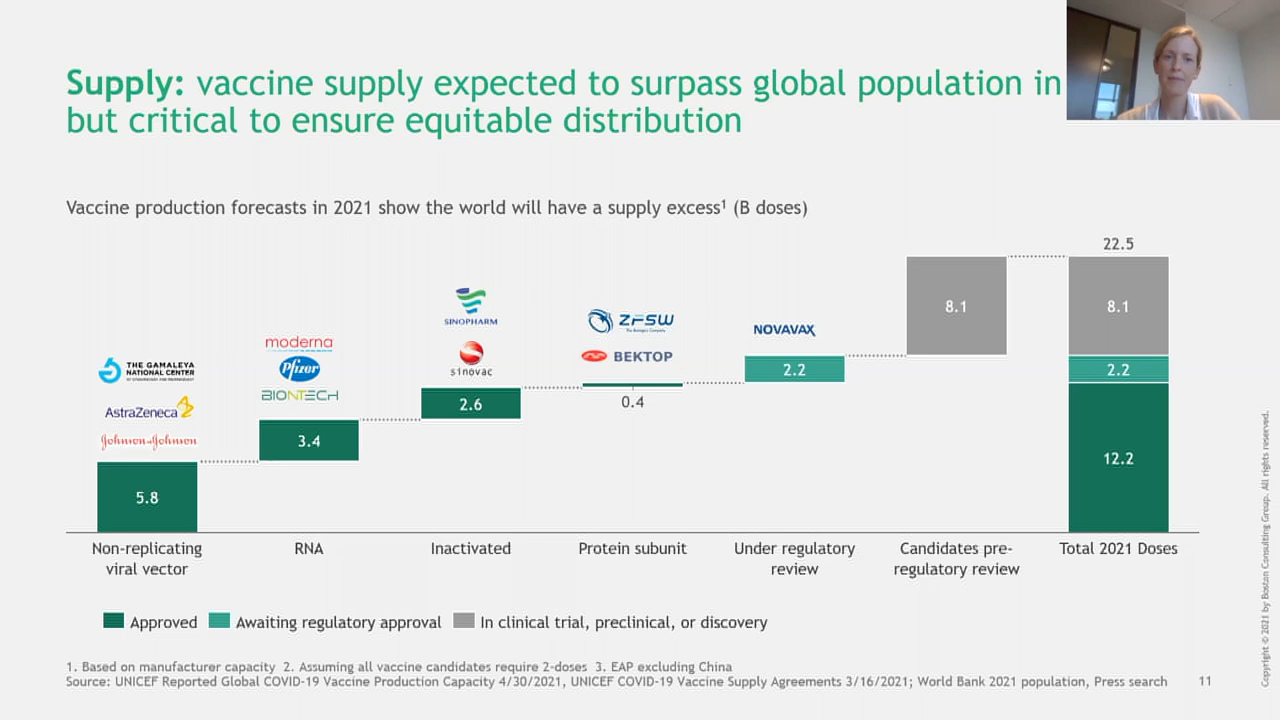 Supply: vaccine supply expected to surpass global population in
but critical to ensure equitable distribution
Vaccine production forecasts in 2021 show the world will have a supply excess¹ (B doses)
22.5
SINOPHARM
ZFSW
8.1
8.1
moderna
NOVAVAX
THE GAMALEYA
NATIONAL CENTER
Pfizer
sinovac
ВЕКТОР
2.2
2.2
AstraZeneca
BIONTECH
2.6
0.4
Johnson&Johnson
3.4
12.2
5.8
Non-replicating
viral vector
RNA
Inactivated
Protein subunit
Under regulatory
review
Candidates pre-
regulatory review
Total 2021 Doses
Approved
Awaiting regulatory approval
In clinical trial, preclinical, or discovery
1. Based on manufacturer capacity 2. Assuming all vaccine candidates require 2-doses 3. EAP excluding China
Source: UNICEF Reported Global COVID-19 Vaccine Production Capacity 4/30/2021, UNICEF COVID-19 Vaccine Supply Agreements 3/16/2021; World Bank 2021 population, Press search
11
Copyright © 2021 by Boston Consulting Group. All rights reserved.